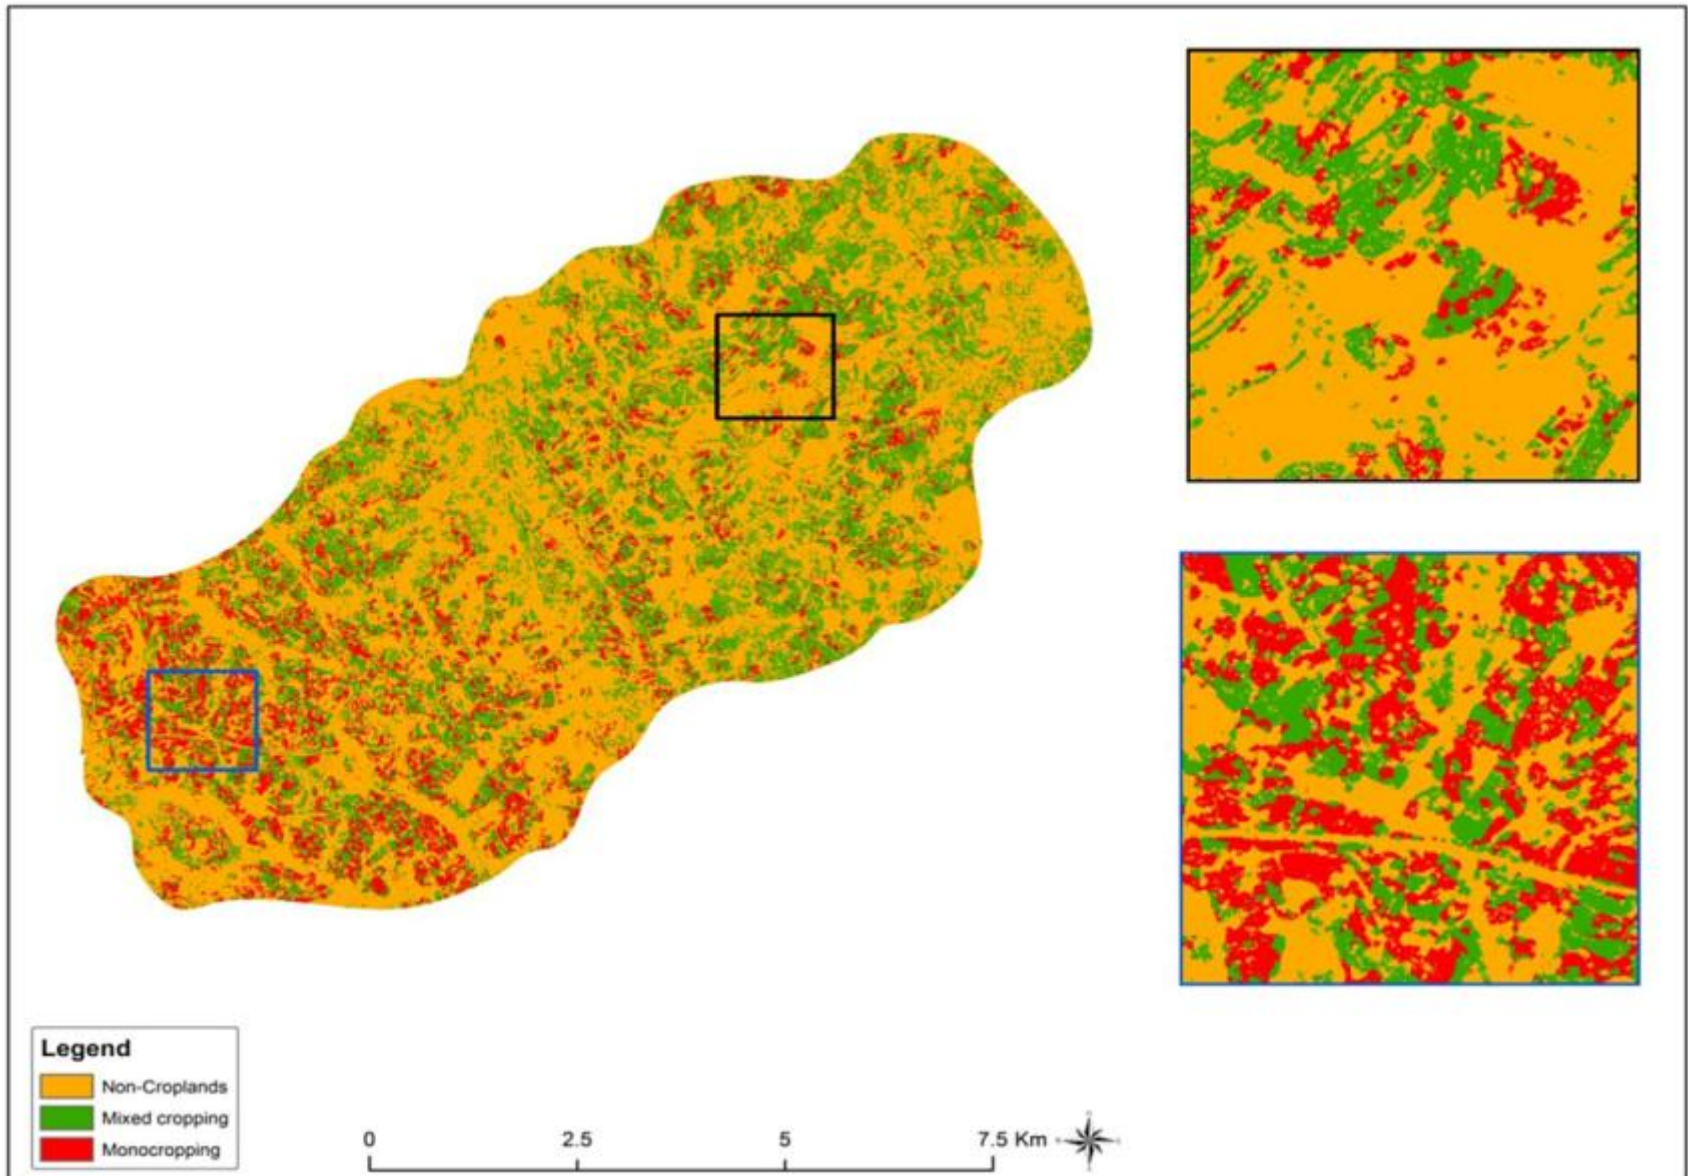 Legend
Non-Croplands
Mixed cropping
Monocropping
0 2.5 5 7.5 Km